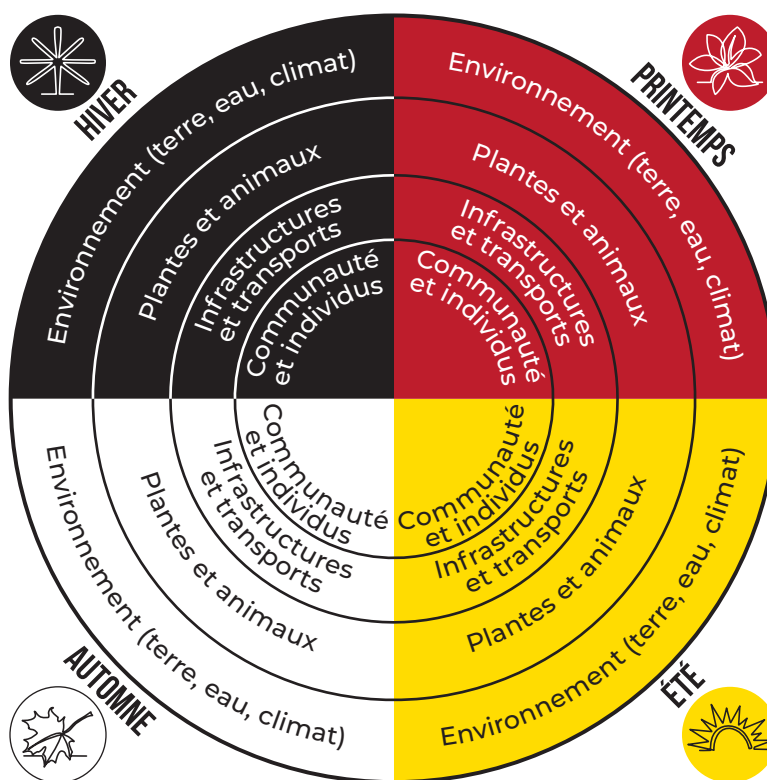 HIVER
Environnement (terre, eau, climat)
Plantes et animaux
Infrastructures
et transports
Communauté
et individus
PRINTEMPS
Environnement (terre, eau, climat)
Plantes et animaux
Infrastructures
et transports
Communauté
et individus
AUTOMNE
Communauté
et individus
Infrastructures
et transports
Plantes et animaux
Environnement (terre, eau, climat)
ÉTÉ
Communauté
et individus
Infrastructures
et transports
Plantes et animaux
Environnement (terre, eau, climat)